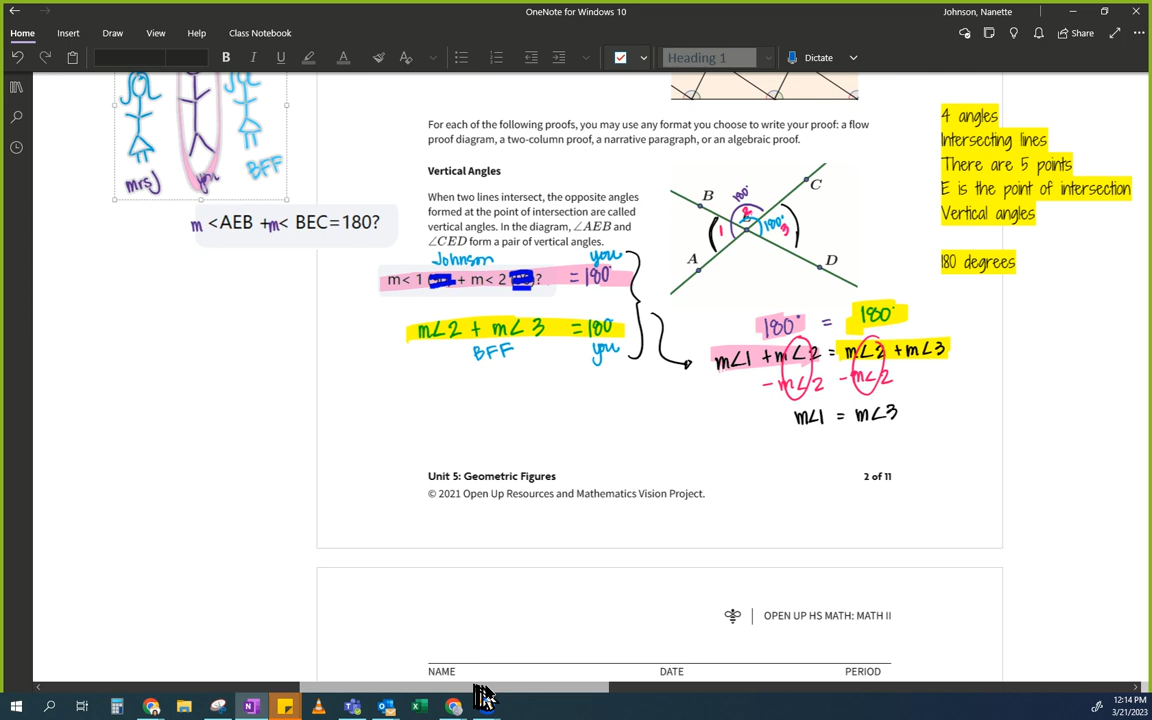 OneNote for Windows 10
Johnson, Nanette
Home Insert Draw View Help Class Notebook
Share
B I U A
Heading 1
Dictate
mrsJ you BFF
m <AEB +m< BEC=180?
For each of the following proofs, you may use any format you choose to write your proof: a flow
proof diagram, a two-column proof, a narrative paragraph, or an algebraic proof.
Vertical Angles
When two lines intersect, the opposite angles
formed at the point of intersection are called
vertical angles. In the diagram, ∠AEB and
∠CED form a pair of vertical angles.
B C
180°
1 2 180° 3
A D
4 angles
Intersecting lines
There are 5 points
E is the point of intersection
Vertical angles
180 degrees
Johnson you
m< 1 + m< 2 ? = 180°
m∠2 + m∠3 = 180
BFF you
180° = 180°
m∠1 + m∠2 = m∠2 + m∠3
- m∠2 - m∠2
m∠1 = m∠3
Unit 5: Geometric Figures 2 of 11
© 2021 Open Up Resources and Mathematics Vision Project.
OPEN UP HS MATH: MATH II
NAME DATE PERIOD
12:14 PM
3/21/2023